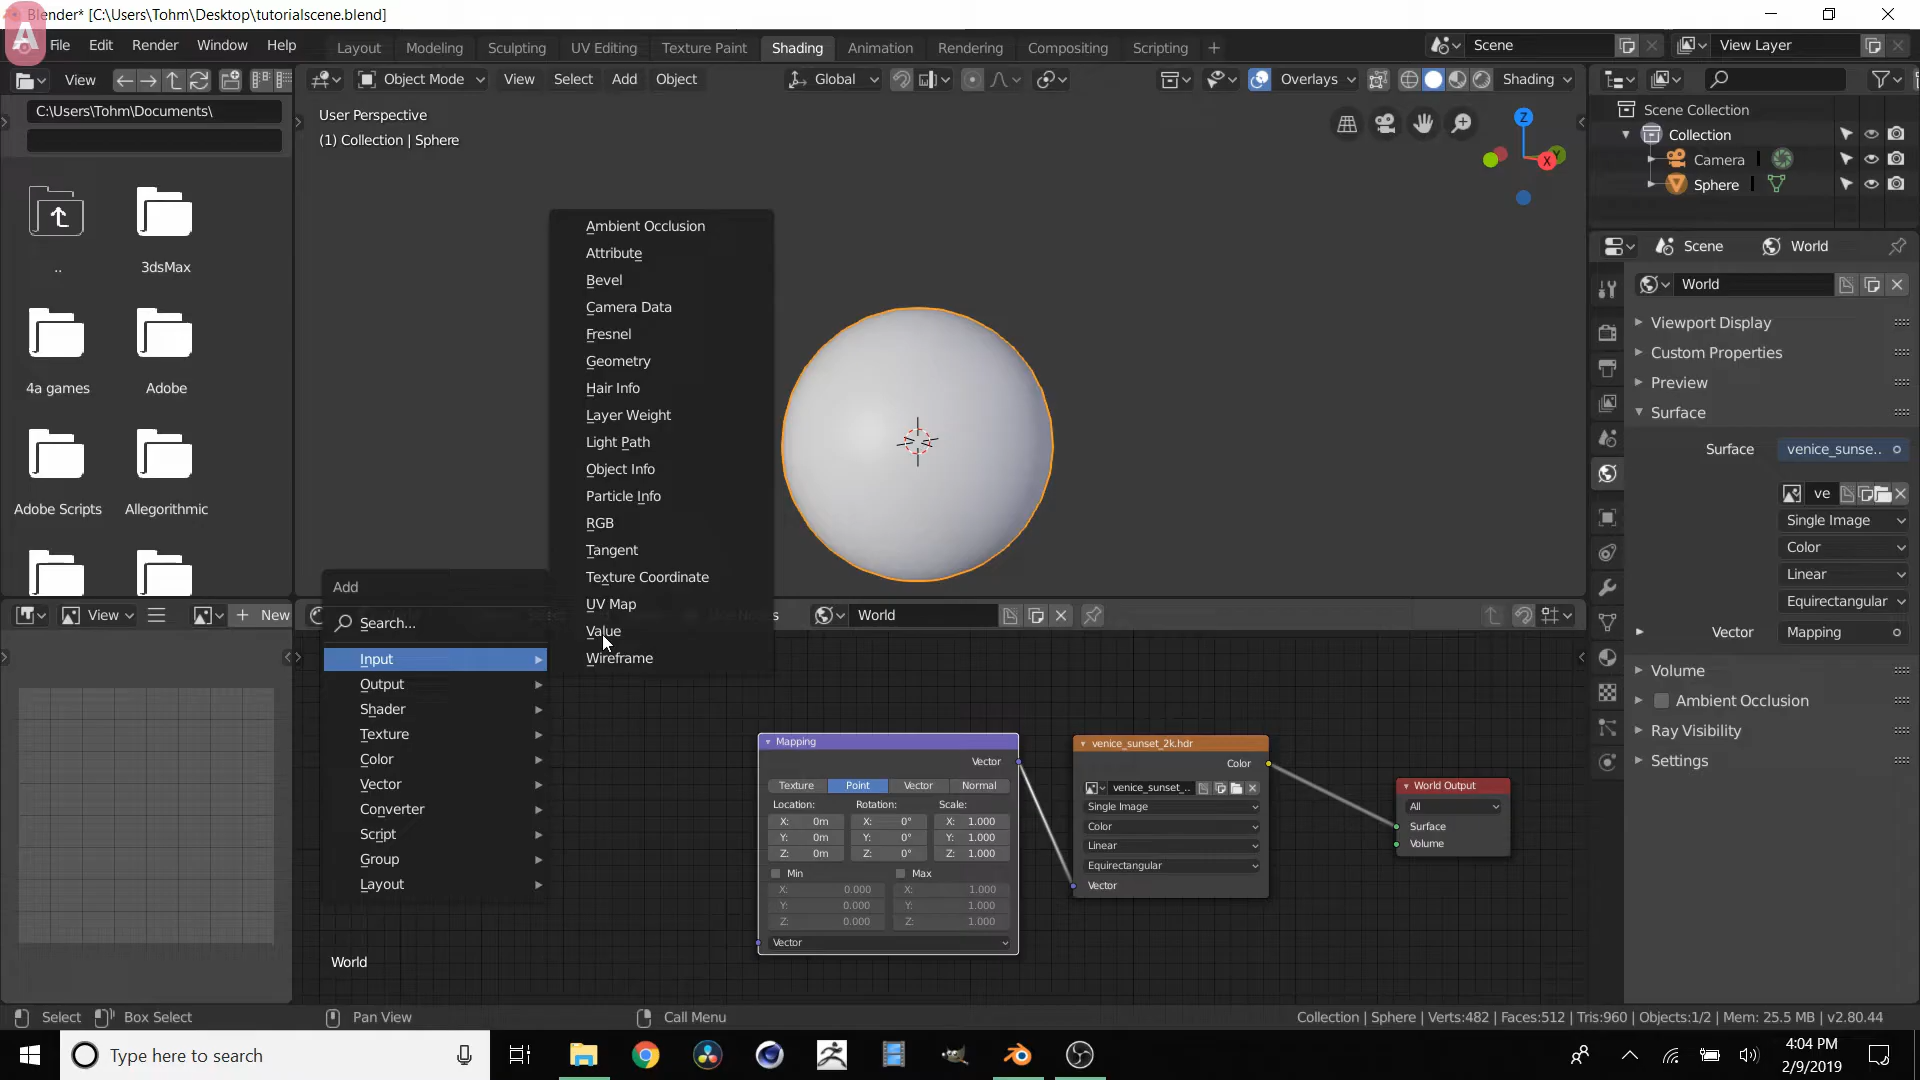 Blender* [C:\Users\Tohm\Desktop\tutorialscene.blend]
A
File Edit Render Window Help
Layout Modeling Sculpting UV Editing Texture Paint Shading Animation Rendering Compositing Scripting +
Scene
View Layer
View
Object Mode View Select Add Object
Global
Overlays
Shading
C:\Users\Tohm\Documents\
User Perspective
(1) Collection | Sphere
Z
Y
X
Scene Collection
Collection
Camera
Sphere
..
3dsMax
4a games
Adobe
Adobe Scripts
Allegorithmic
Scene World
World
Viewport Display
Custom Properties
Preview
Surface
Surface venice_sunse..
ve
Single Image
Color
Linear
Equirectangular
Vector Mapping
Volume
Ambient Occlusion
Ray Visibility
Settings
Ambient Occlusion
Attribute
Bevel
Camera Data
Fresnel
Geometry
Hair Info
Layer Weight
Light Path
Object Info
Particle Info
RGB
Tangent
Texture Coordinate
UV Map
Value
Wireframe
Add
Search...
Input
Output
Shader
Texture
Color
Vector
Converter
Script
Group
Layout
View
New
World
Mapping
Vector
Texture Point Vector Normal
Location: Rotation: Scale:
X: 0m X: 0° X: 1.000
Y: 0m Y: 0° Y: 1.000
Z: 0m Z: 0° Z: 1.000
Min Max
X: 0.000 X: 1.000
Y: 0.000 Y: 1.000
Z: 0.000 Z: 1.000
Vector
venice_sunset_2k.hdr
Color
venice_sunset_..
Single Image
Color
Linear
Equirectangular
Vector
World Output
All
Surface
Volume
World
Select Box Select Pan View Call Menu
Collection | Sphere | Verts:482 | Faces:512 | Tris:960 | Objects:1/2 | Mem: 25.5 MB | v2.80.44
Type here to search
4:04 PM
2/9/2019